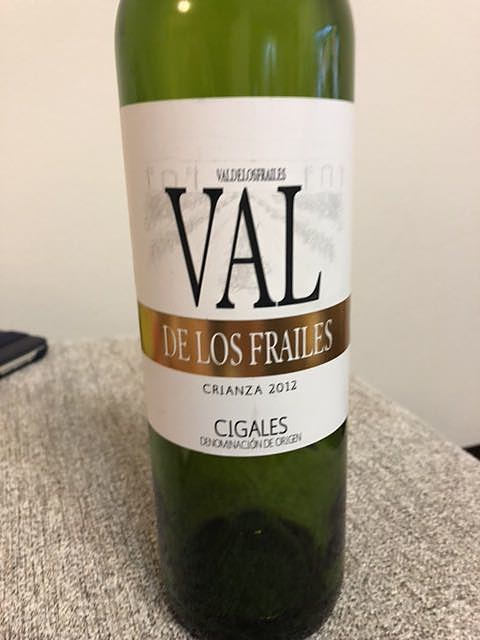 VALDELOSFRAILES
VAL
DE LOS FRAILES
CRIANZA 2012
CIGALES
DENOMINACIÓN DE ORIGEN